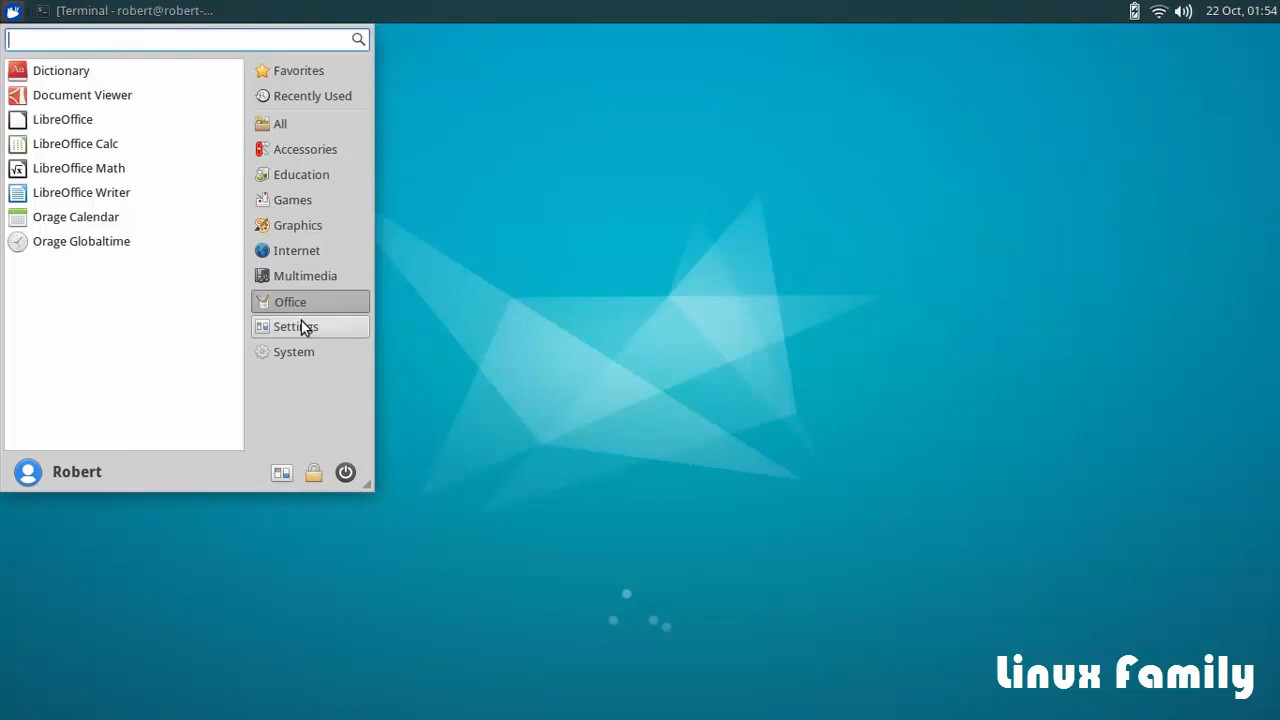 [Terminal - robert@robert-...
22 Oct, 01:54
Dictionary
Document Viewer
LibreOffice
LibreOffice Calc
LibreOffice Math
LibreOffice Writer
Orage Calendar
Orage Globaltime
Favorites
Recently Used
All
Accessories
Education
Games
Graphics
Internet
Multimedia
Office
Settings
System
Robert
Linux Family